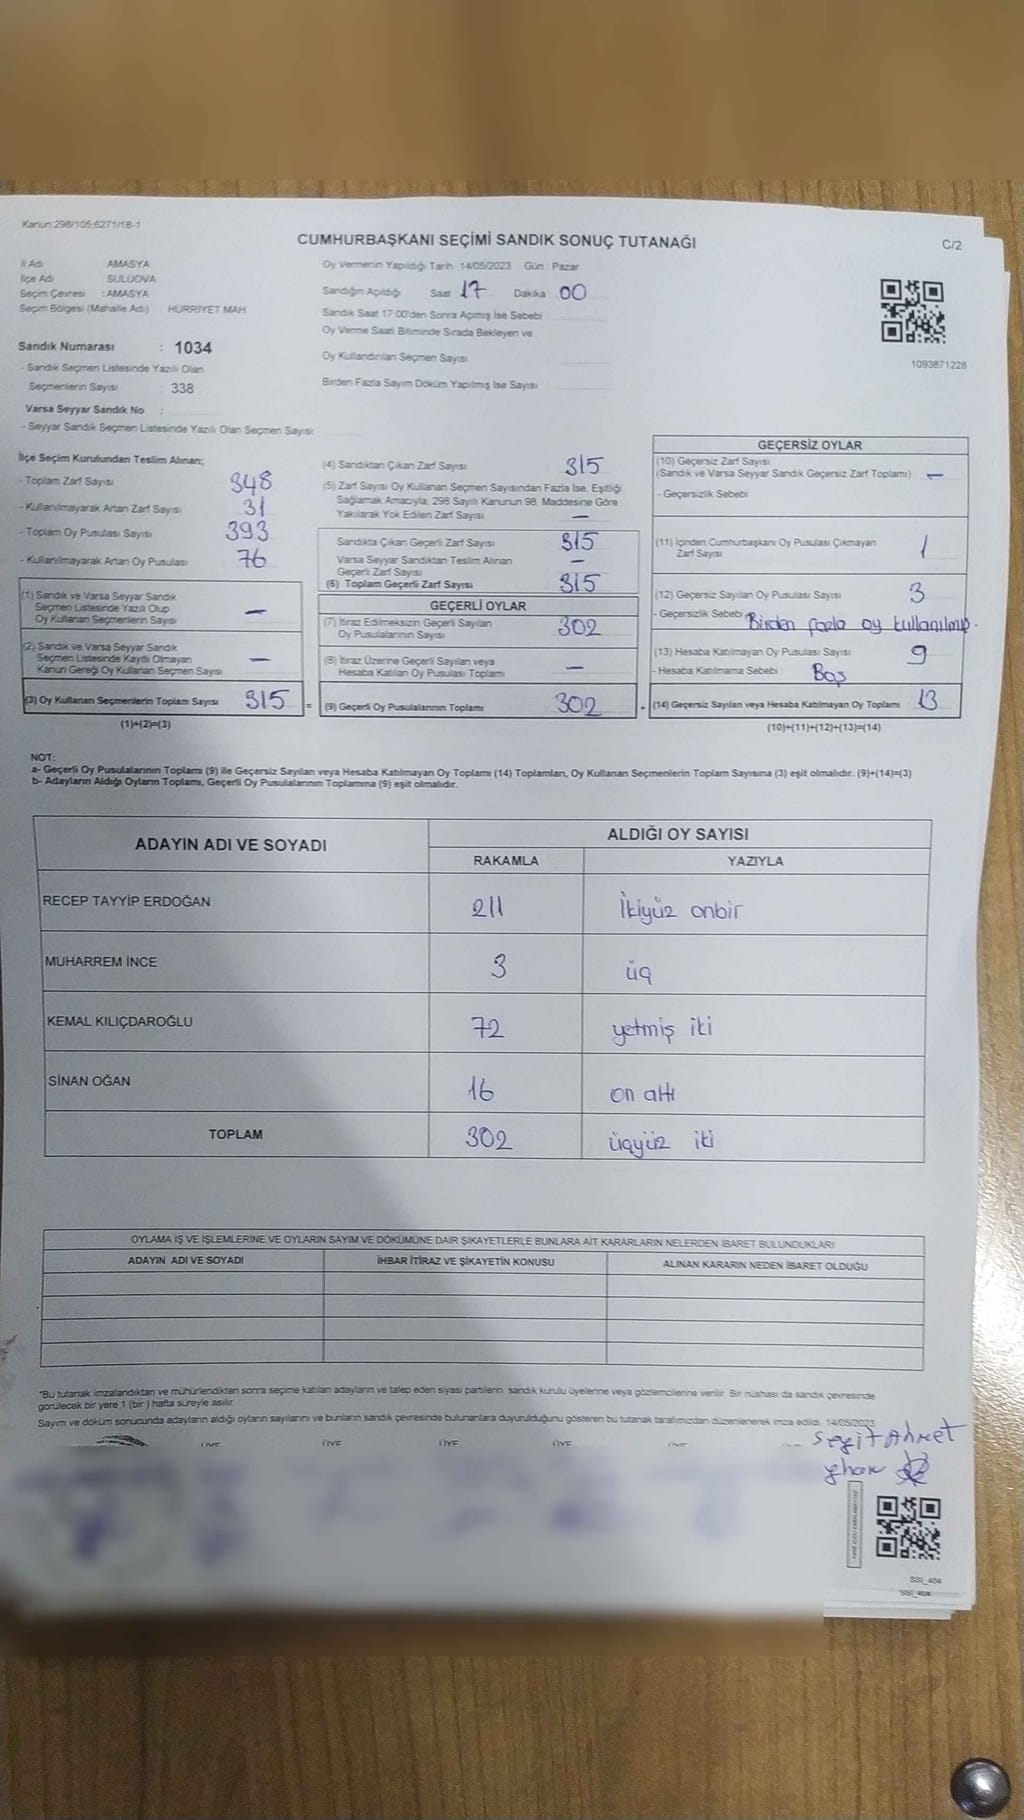 Kanun:298/105;6271/18-1
CUMHURBAŞKANI SEÇİMİ SANDIK SONUÇ TUTANAĞI
C/2
İl Adı AMASYA
İlçe Adı SULUOVA
Seçim Çevresi : AMASYA
Seçim Bölgesi (Mahalle Adı) HÜRRİYET MAH.
Sandık Numarası : 1034
- Sandık Seçmen Listesinde Yazılı Olan
Seçmenlerin Sayısı : 338
Varsa Seyyar Sandık No :
- Seyyar Sandık Seçmen Listesinde Yazılı Olan Seçmen Sayısı:
Oy Vermenin Yapıldığı Tarih :14/05/2023 Gün : Pazar
Sandığın Açıldığı Saat 17 Dakika 00
Sandık Saat 17:00'den Sonra Açılmış İse Sebebi
Oy Verme Saati Bitiminde Sırada Bekleyen ve
Oy Kullandırılan Seçmen Sayısı
Birden Fazla Sayım Döküm Yapılmış İse Sayısı
1093871228
İlçe Seçim Kurulundan Teslim Alınan;
- Toplam Zarf Sayısı 348
- Kullanılmayarak Artan Zarf Sayısı 31
- Toplam Oy Pusulası Sayısı 393
- Kullanılmayarak Artan Oy Pusulası 76
(1) Sandık ve Varsa Seyyar Sandık
Seçmen Listesinde Yazılı Olup
Oy Kullanan Seçmenlerin Sayısı —
(2) Sandık ve Varsa Seyyar Sandık
Seçmen Listesinde Kayıtlı Olmayan
Kanun Gereği Oy Kullanan Seçmen Sayısı —
(3) Oy Kullanan Seçmenlerin Toplam Sayısı 315 =
(1)+(2)=(3)
(4) Sandıktan Çıkan Zarf Sayısı 315
(5) Zarf Sayısı Oy Kullanan Seçmen Sayısından Fazla İse, Eşitliği
Sağlamak Amacıyla; 298 Sayılı Kanunun 98. Maddesine Göre
Yakılarak Yok Edilen Zarf Sayısı —
Sandıkta Çıkan Geçerli Zarf Sayısı 315
Varsa Seyyar Sandıktan Teslim Alınan
Geçerli Zarf Sayısı —
(6) Toplam Geçerli Zarf Sayısı 315
GEÇERLİ OYLAR
(7) İtiraz Edilmeksizin Geçerli Sayılan
Oy Pusulalarının Sayısı 302
(8) İtiraz Üzerine Geçerli Sayılan veya
Hesaba Katılan Oy Pusulası Toplamı —
(9) Geçerli Oy Pusulalarının Toplamı 302 +
GEÇERSİZ OYLAR
(10) Geçersiz Zarf Sayısı
(Sandık ve Varsa Seyyar Sandık Geçersiz Zarf Toplamı) —
- Geçersizlik Sebebi
(11) İçinden Cumhurbaşkanı Oy Pusulası Çıkmayan
Zarf Sayısı 1
(12) Geçersiz Sayılan Oy Pusulası Sayısı 3
- Geçersizlik Sebebi Birden fazla oy kullanılmış.
(13) Hesaba Katılmayan Oy Pusulası Sayısı 9
- Hesaba Katılmama Sebebi Boş
(14) Geçersiz Sayılan veya Hesaba Katılmayan Oy Toplamı 13
(10)+(11)+(12)+(13)=(14)
NOT:
a- Geçerli Oy Pusulalarının Toplamı (9) ile Geçersiz Sayılan veya Hesaba Katılmayan Oy Toplamı (14) Toplamları, Oy Kullanan Seçmenlerin Toplam Sayısına (3) eşit olmalıdır. (9)+(14)=(3)
b- Adayların Aldığı Oyların Toplamı, Geçerli Oy Pusulalarının Toplamına (9) eşit olmalıdır.
ADAYIN ADI VE SOYADI ALDIĞI OY SAYISI
RAKAMLA YAZIYLA
RECEP TAYYİP ERDOĞAN 211 İkiyüz onbir
MUHARREM İNCE 3 üç
KEMAL KILIÇDAROĞLU 72 yetmiş iki
SİNAN OĞAN 16 on altı
TOPLAM 302 üçyüz iki
OYLAMA İŞ VE İŞLEMLERİNE VE OYLARIN SAYIM VE DÖKÜMÜNE DAİR ŞİKAYETLERLE BUNLARA AİT KARARLARIN NELERDEN İBARET BULUNDUKLARI
ADAYIN ADI VE SOYADI İHBAR İTİRAZ VE ŞİKAYETİN KONUSU ALINAN KARARIN NEDEN İBARET OLDUĞU
*Bu tutanak imzalandıktan ve mühürlendikten sonra seçime katılan adayların ve talep eden siyasi partilerin sandık kurulu üyelerine veya gözlemcilerine verilir. Bir nüshası da sandık çevresinde
görülecek bir yere 1 (bir) hafta süreyle asılır.
Sayım ve döküm sonucunda adayların aldığı oyların sayılarını ve bunların sandık çevresinde bulunanlara duyurulduğunu gösteren bu tutanak tarafımızdan düzenlenerek imza edildi. 14/05/2023
ÜYE ÜYE ÜYE ÜYE ÜYE
Seyit Ahmet
SSI_404
SSI_404